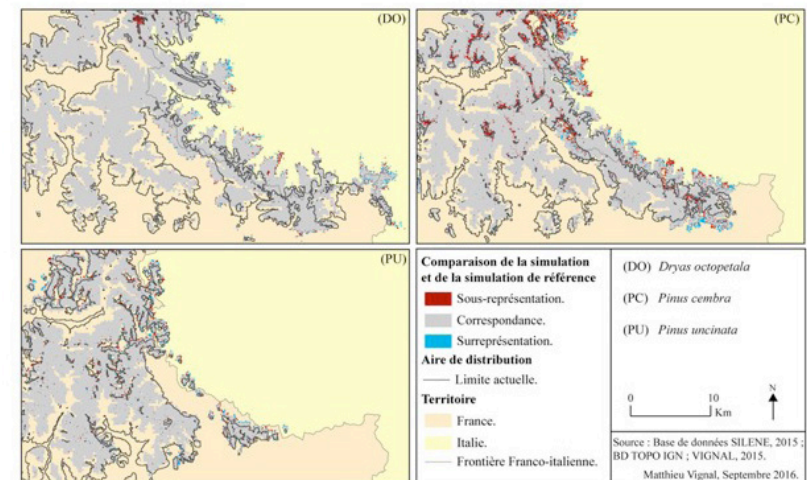 (DO)
(PC)
(PU)
Comparaison de la simulation
et de la simulation de référence
Sous-représentation.
Correspondance.
Surreprésentation.
Aire de distribution
Limite actuelle.
Territoire
France.
Italie.
Frontière Franco-italienne.
(DO) Dryas octopetala
(PC) Pinus cembra
(PU) Pinus uncinata
0 10
Km
N
Source : Base de données SILENE, 2015 ;
BD TOPO IGN ; VIGNAL, 2015.
Matthieu Vignal, Septembre 2016.